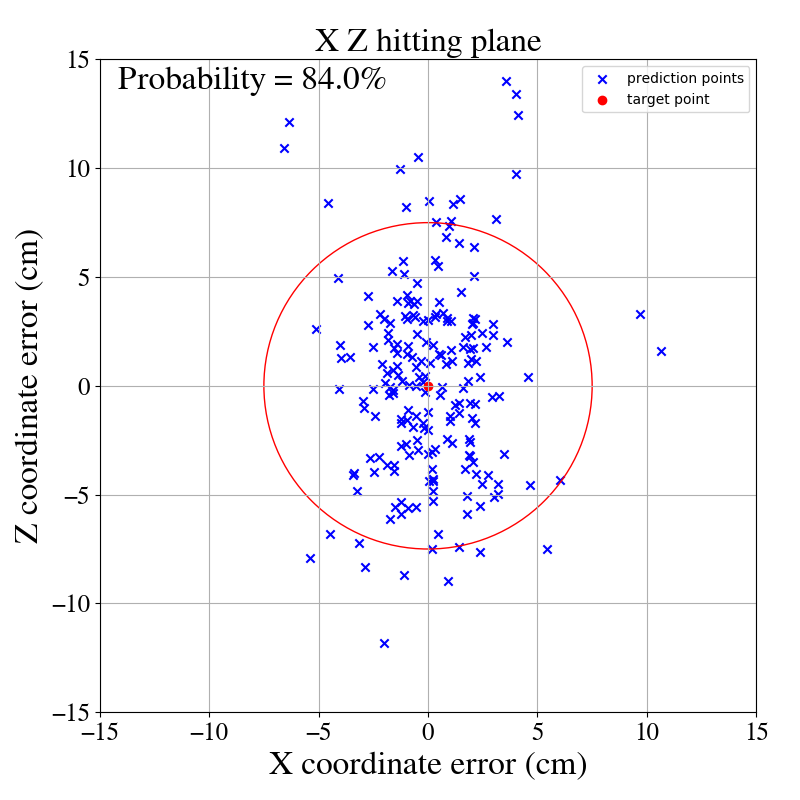 X Z hitting plane
Probability = 84.0%
prediction points
target point
Z coordinate error (cm)
15
10
5
0
−5
−10
−15
−15
−10
−5
0
5
10
15
X coordinate error (cm)